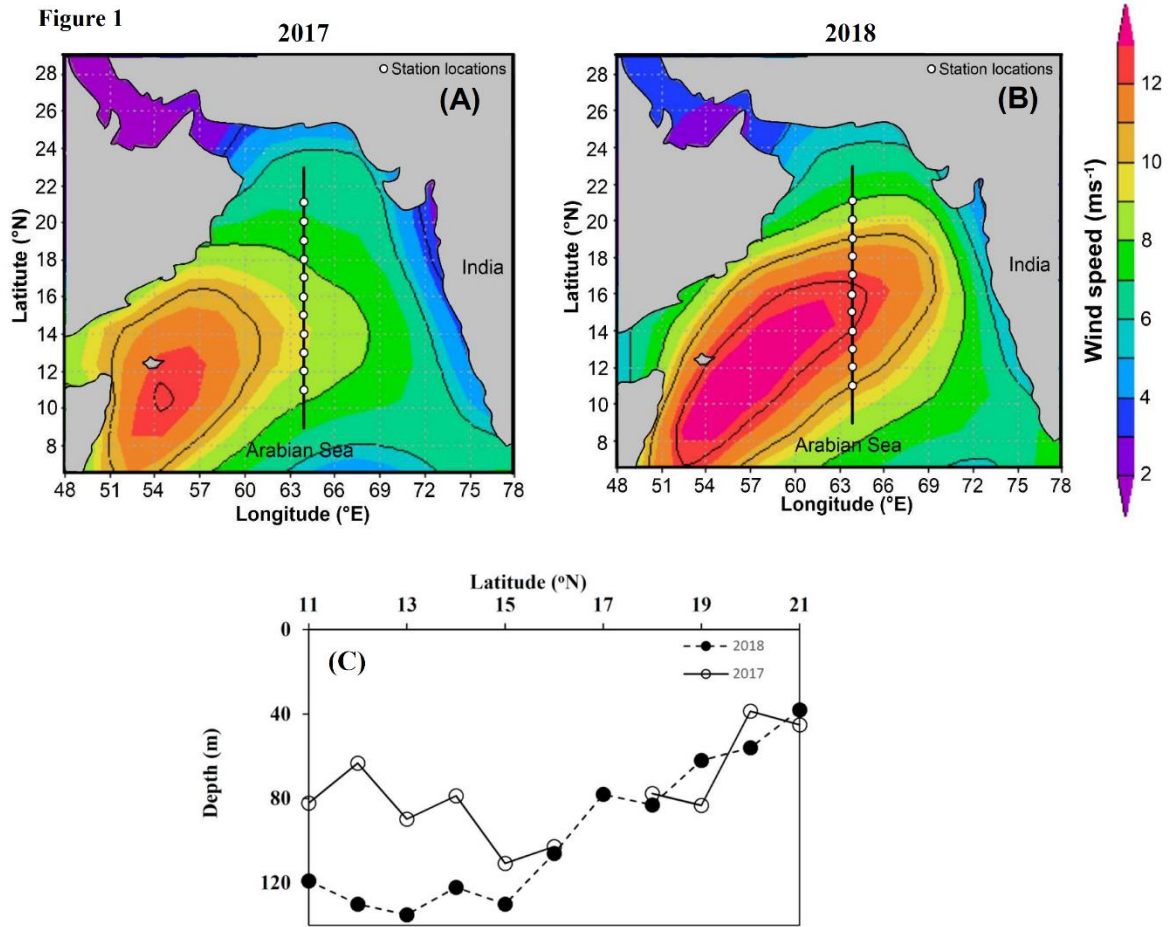 Figure 1
2017
2018
Station locations
(A)
28
26
24
22
20
18
16
14
12
10
8
Latitute (°N)
India
Arabian Sea
48 51 54 57 60 63 66 69 72 75 78
Longitude (°E)
Station locations
(B)
28
26
24
22
20
18
16
14
12
10
8
Latitute (°N)
India
Arabian Sea
48 51 54 57 60 63 66 69 72 75 78
Longitude (°E)
12
10
8
6
4
2
Wind speed (ms⁻¹)
Latitude (°N)
11 13 15 17 19 21
0
40
80
120
Depth (m)
(C)
2018
2017